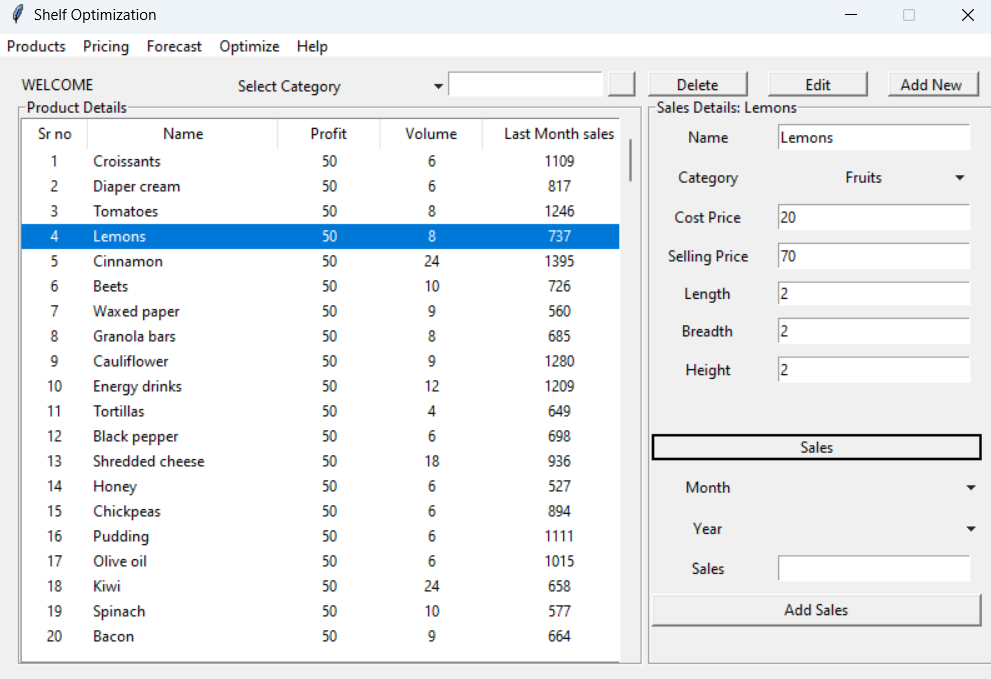 Shelf Optimization
Products Pricing Forecast Optimize Help
WELCOME Select Category Delete Edit Add New
Product Details
Sr no Name Profit Volume Last Month sales
1 Croissants 50 6 1109
2 Diaper cream 50 6 817
3 Tomatoes 50 8 1246
4 Lemons 50 8 737
5 Cinnamon 50 24 1395
6 Beets 50 10 726
7 Waxed paper 50 9 560
8 Granola bars 50 8 685
9 Cauliflower 50 9 1280
10 Energy drinks 50 12 1209
11 Tortillas 50 4 649
12 Black pepper 50 6 698
13 Shredded cheese 50 18 936
14 Honey 50 6 527
15 Chickpeas 50 6 894
16 Pudding 50 6 1111
17 Olive oil 50 6 1015
18 Kiwi 50 24 658
19 Spinach 50 10 577
20 Bacon 50 9 664
Sales Details: Lemons
Name Lemons
Category Fruits
Cost Price 20
Selling Price 70
Length 2
Breadth 2
Height 2
Sales
Month
Year
Sales
Add Sales